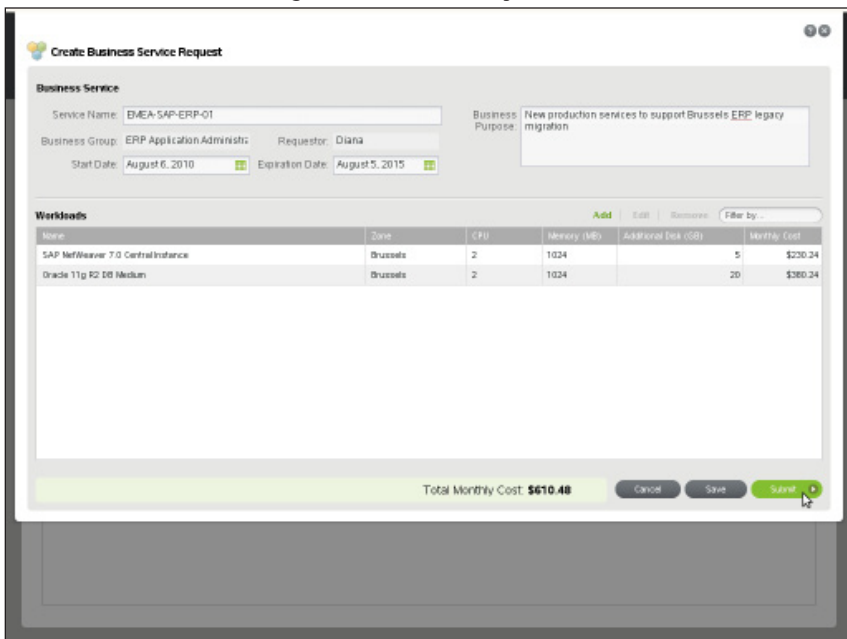 Create Business Service Request
Business Service
Service Name: EMEA-SAP-ERP-01
Business Purpose: New production services to support Brussels ERP legacy migration
Business Group: ERP Application Administra
Requestor: Diana
Start Date: August 6, 2010
Expiration Date: August 5, 2015
Workloads
Add | Edit | Remove
Filter by...
Name Zone CPU Memory (MB) Additional Disk (GB) Monthly Cost
SAP NetWeaver 7.0 Central Instance Brussels 2 1024 5 $230.24
Oracle 11g R2 DB Medium Brussels 2 1024 20 $380.24
Total Monthly Cost: $610.48
Cancel
Save
Submit